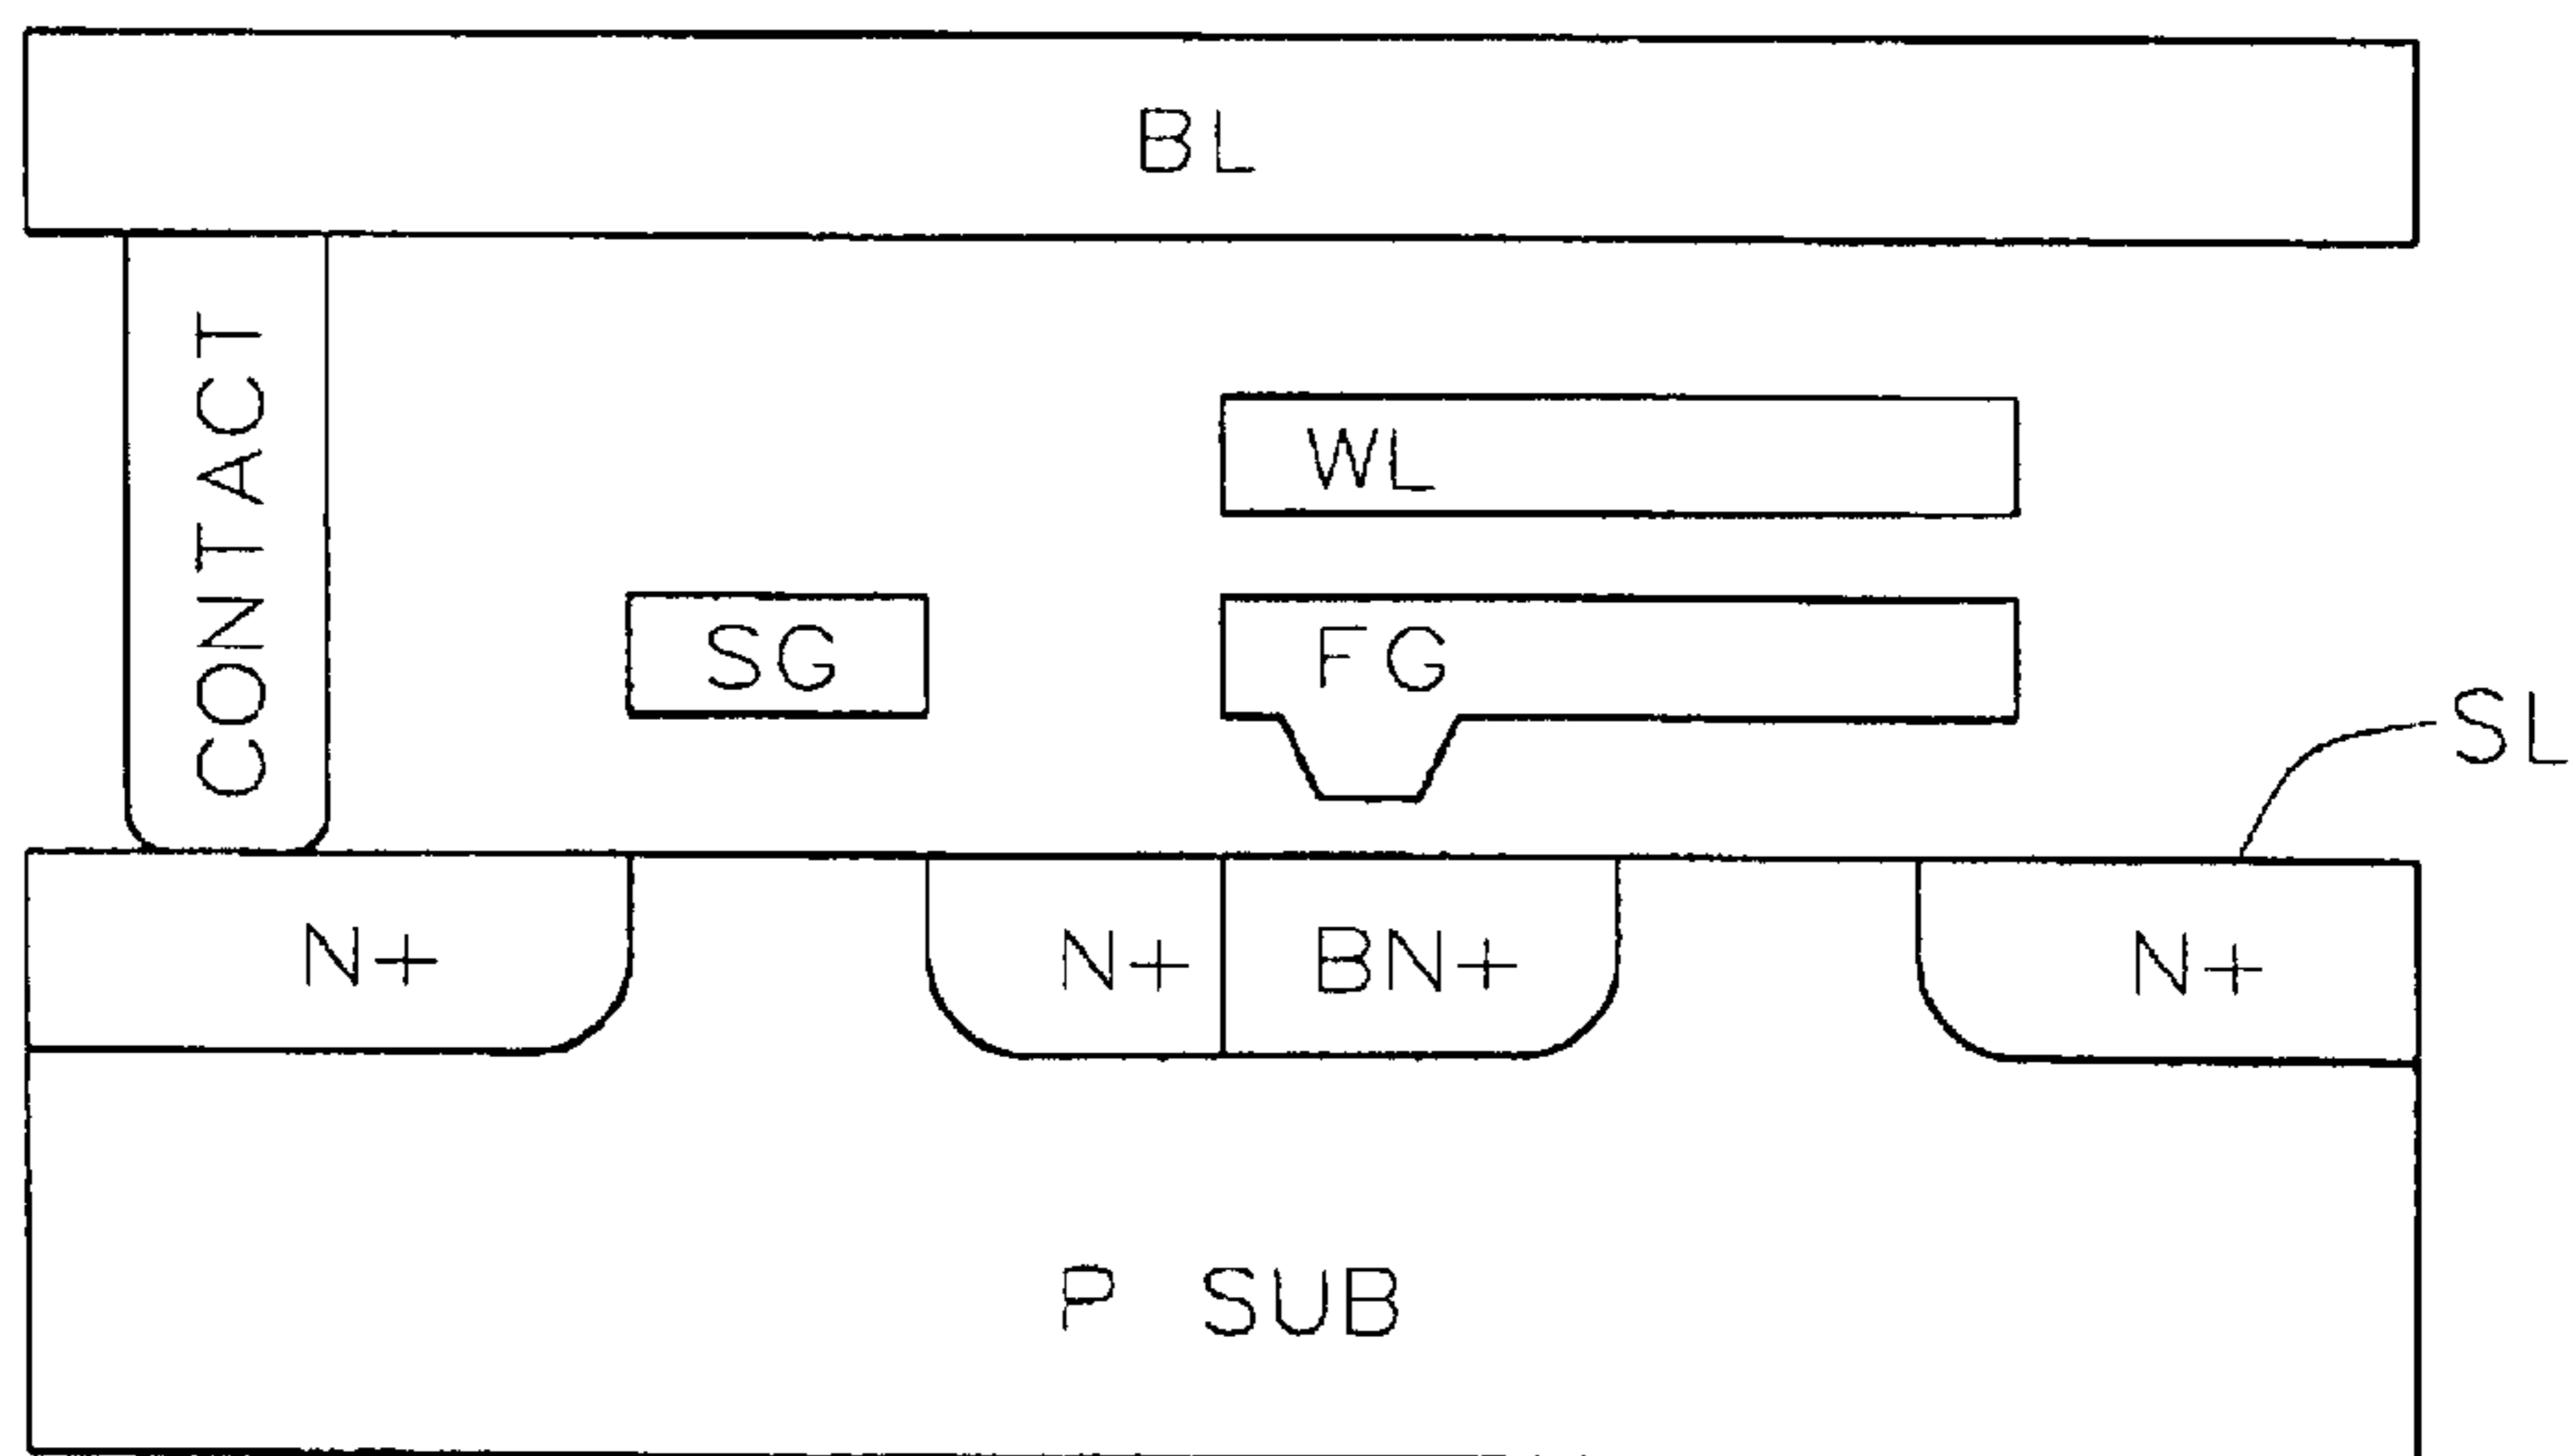 BL
CONTACT
WL
SG
FG
SL
N+
N+
BN+
N+
P SUB